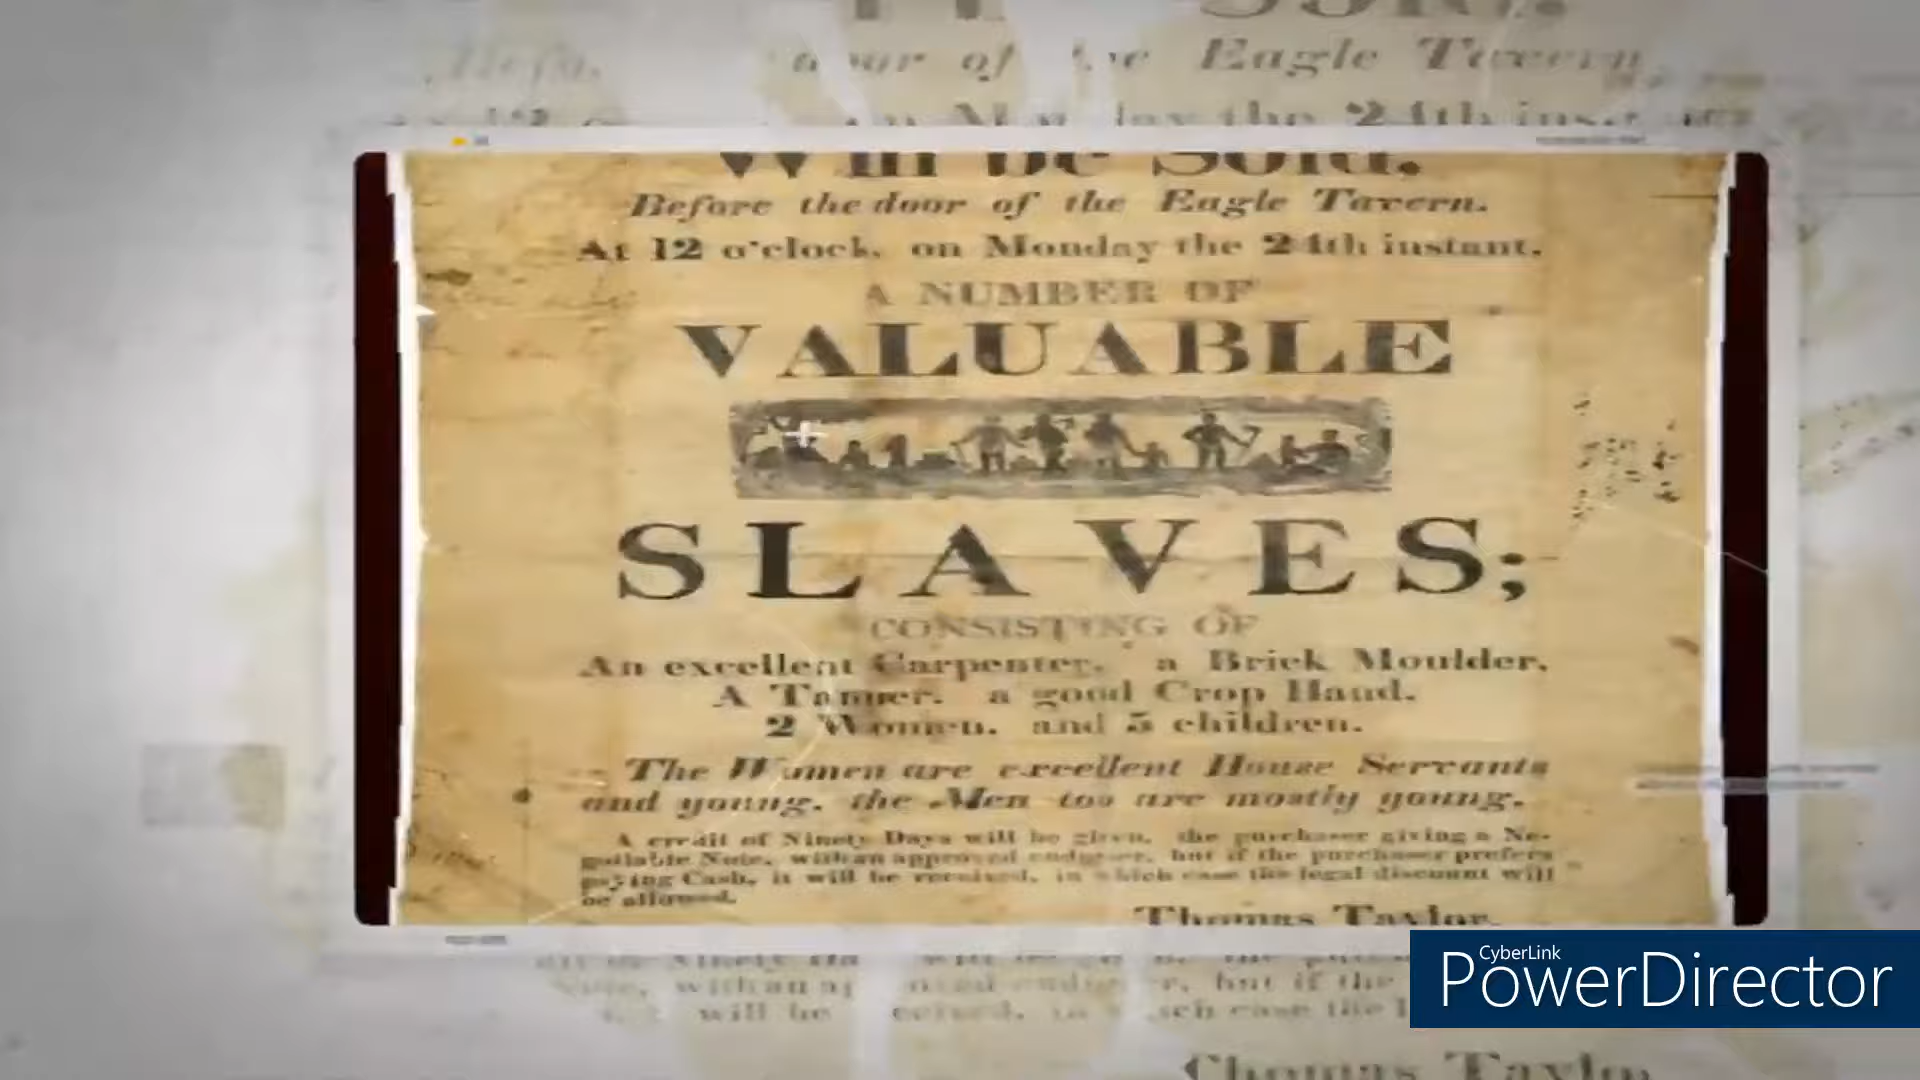 Will be Sold.
Before the door of the Eagle Tavern.
At 12 o'clock, on Monday the 24th instant.
A NUMBER OF
VALUABLE
SLAVES;
CONSISTING OF
An excellent Carpenter, a Brick Moulder,
A Tanner, a good Crop Hand,
2 Women, and 5 children.
The Women are excellent House Servants
and young, the Men too are mostly young.
A credit of Ninety Days will be given, the purchaser giving a Ne-
gotiable Note, with an approved endorser, but if the purchaser prefers
paying Cash, it will be received, in which case the legal discount will
be allowed.
Thomas Taylor.
CyberLink
PowerDirector